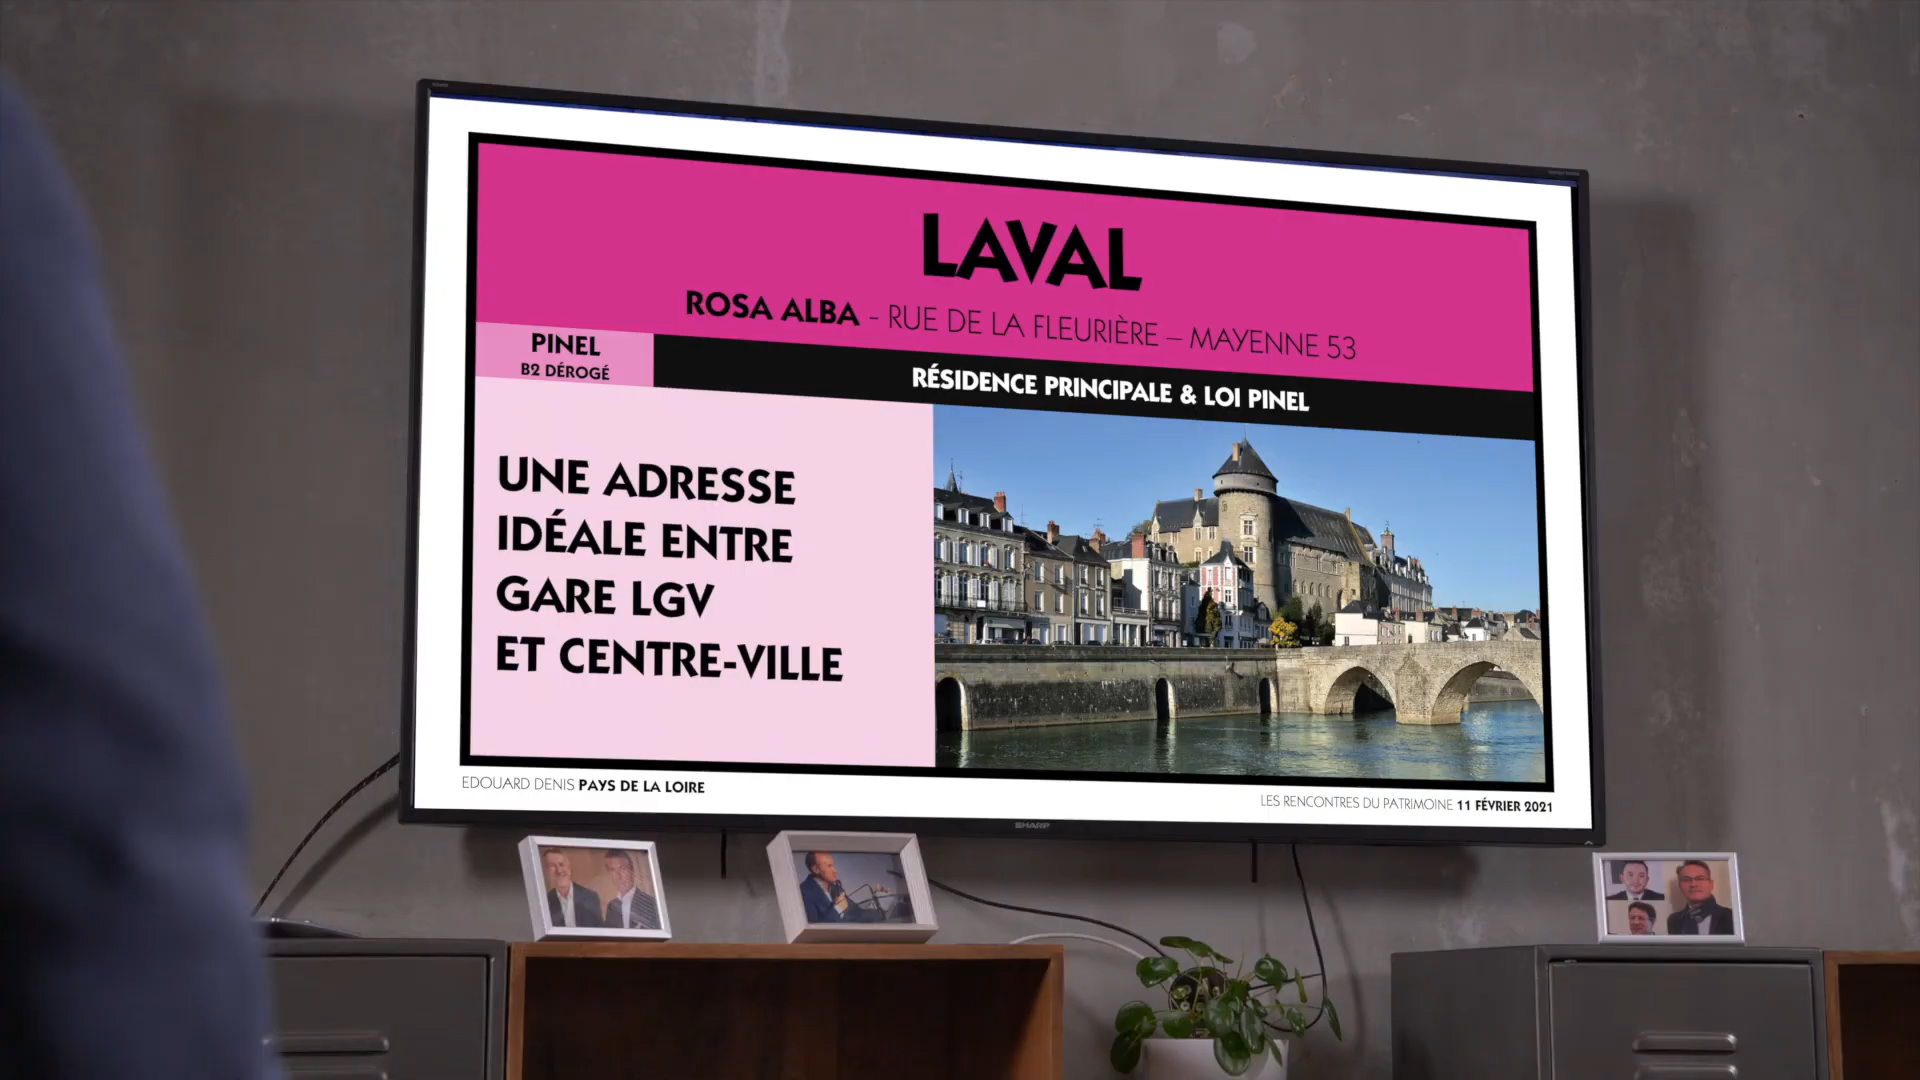 LAVAL
ROSA ALBA - RUE DE LA FLEURIÈRE – MAYENNE 53
PINEL
B2 DÉROGÉ
RÉSIDENCE PRINCIPALE & LOI PINEL
UNE ADRESSE
IDÉALE ENTRE
GARE LGV
ET CENTRE-VILLE
EDOUARD DENIS PAYS DE LA LOIRE
LES RENCONTRES DU PATRIMOINE 11 FÉVRIER 2021
SHARP